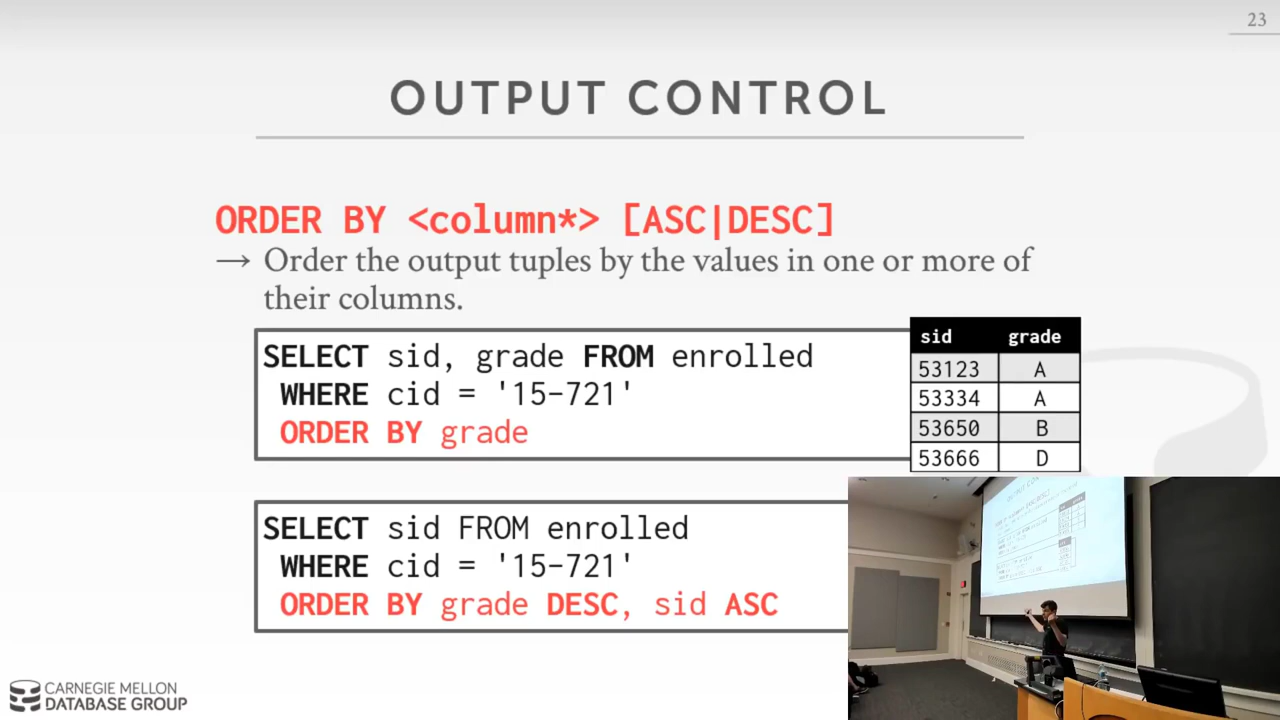 23
OUTPUT CONTROL
ORDER BY <column*> [ASC|DESC]
→ Order the output tuples by the values in one or more of
their columns.
SELECT sid, grade FROM enrolled
WHERE cid = '15-721'
ORDER BY grade
sid grade
53123 A
53334 A
53650 B
53666 D
SELECT sid FROM enrolled
WHERE cid = '15-721'
ORDER BY grade DESC, sid ASC
CARNEGIE MELLON
DATABASE GROUP